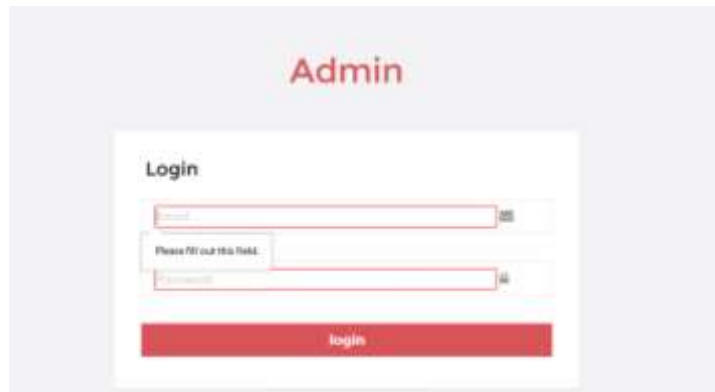 Admin
Login
Email
Please fill out this field.
Password
login